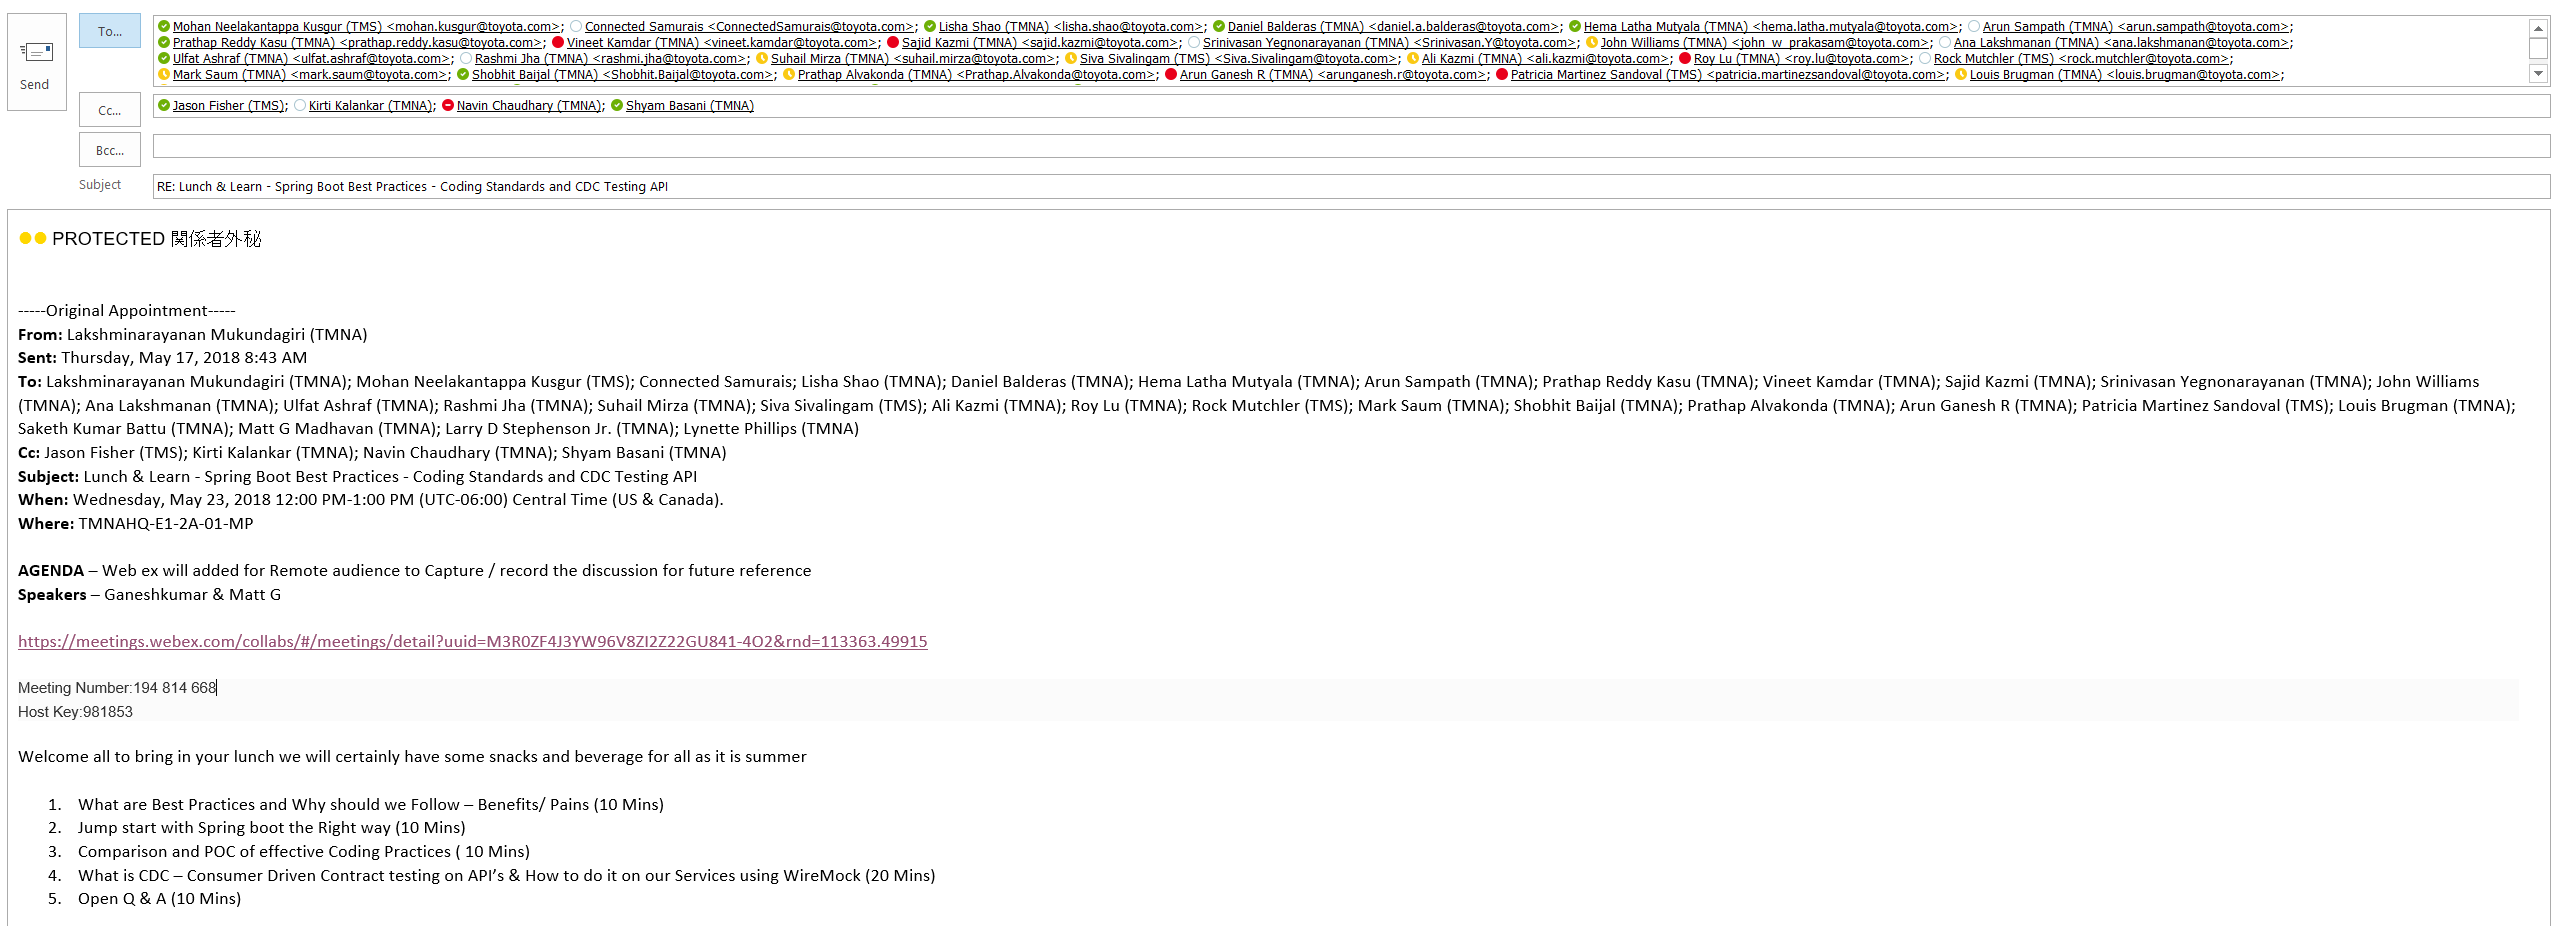 Send
To...
Mohan Neelakantappa Kusgur (TMS) <mohan.kusgur@toyota.com>; Connected Samurais <ConnectedSamurais@toyota.com>; Lisha Shao (TMNA) <lisha.shao@toyota.com>; Daniel Balderas (TMNA) <daniel.a.balderas@toyota.com>; Hema Latha Mutyala (TMNA) <hema.latha.mutyala@toyota.com>; Arun Sampath (TMNA) <arun.sampath@toyota.com>;
Prathap Reddy Kasu (TMNA) <prathap.reddy.kasu@toyota.com>; Vineet Kamdar (TMNA) <vineet.kamdar@toyota.com>; Sajid Kazmi (TMNA) <sajid.kazmi@toyota.com>; Srinivasan Yegnonarayanan (TMNA) <Srinivasan.Y@toyota.com>; John Williams (TMNA) <john_w_prakasam@toyota.com>; Ana Lakshmanan (TMNA) <ana.lakshmanan@toyota.com>;
Ulfat Ashraf (TMNA) <ulfat.ashraf@toyota.com>; Rashmi Jha (TMNA) <rashmi.jha@toyota.com>; Suhail Mirza (TMNA) <suhail.mirza@toyota.com>; Siva Sivalingam (TMS) <Siva.Sivalingam@toyota.com>; Ali Kazmi (TMNA) <ali.kazmi@toyota.com>; Roy Lu (TMNA) <roy.lu@toyota.com>; Rock Mutchler (TMS) <rock.mutchler@toyota.com>;
Mark Saum (TMNA) <mark.saum@toyota.com>; Shobhit Baijal (TMNA) <Shobhit.Baijal@toyota.com>; Prathap Alvakonda (TMNA) <Prathap.Alvakonda@toyota.com>; Arun Ganesh R (TMNA) <arunganesh.r@toyota.com>; Patricia Martinez Sandoval (TMS) <patricia.martinezsandoval@toyota.com>; Louis Brugman (TMNA) <louis.brugman@toyota.com>;
Cc...
Jason Fisher (TMS); Kirti Kalankar (TMNA); Navin Chaudhary (TMNA); Shyam Basani (TMNA)
Bcc...
Subject
RE: Lunch & Learn - Spring Boot Best Practices - Coding Standards and CDC Testing API
PROTECTED 関係者外秘
-----Original Appointment-----
From: Lakshminarayanan Mukundagiri (TMNA)
Sent: Thursday, May 17, 2018 8:43 AM
To: Lakshminarayanan Mukundagiri (TMNA); Mohan Neelakantappa Kusgur (TMS); Connected Samurais; Lisha Shao (TMNA); Daniel Balderas (TMNA); Hema Latha Mutyala (TMNA); Arun Sampath (TMNA); Prathap Reddy Kasu (TMNA); Vineet Kamdar (TMNA); Sajid Kazmi (TMNA); Srinivasan Yegnonarayanan (TMNA); John Williams
(TMNA); Ana Lakshmanan (TMNA); Ulfat Ashraf (TMNA); Rashmi Jha (TMNA); Suhail Mirza (TMNA); Siva Sivalingam (TMS); Ali Kazmi (TMNA); Roy Lu (TMNA); Rock Mutchler (TMS); Mark Saum (TMNA); Shobhit Baijal (TMNA); Prathap Alvakonda (TMNA); Arun Ganesh R (TMNA); Patricia Martinez Sandoval (TMS); Louis Brugman (TMNA);
Saketh Kumar Battu (TMNA); Matt G Madhavan (TMNA); Larry D Stephenson Jr. (TMNA); Lynette Phillips (TMNA)
Cc: Jason Fisher (TMS); Kirti Kalankar (TMNA); Navin Chaudhary (TMNA); Shyam Basani (TMNA)
Subject: Lunch & Learn - Spring Boot Best Practices - Coding Standards and CDC Testing API
When: Wednesday, May 23, 2018 12:00 PM-1:00 PM (UTC-06:00) Central Time (US & Canada).
Where: TMNAHQ-E1-2A-01-MP
AGENDA – Web ex will added for Remote audience to Capture / record the discussion for future reference
Speakers – Ganeshkumar & Matt G
https://meetings.webex.com/collabs/#/meetings/detail?uuid=M3R0ZF4J3YW96V8ZI2Z22GU841-4O2&rnd=113363.49915
Meeting Number:194 814 668
Host Key:981853
Welcome all to bring in your lunch we will certainly have some snacks and beverage for all as it is summer
1. What are Best Practices and Why should we Follow – Benefits/ Pains (10 Mins)
2. Jump start with Spring boot the Right way (10 Mins)
3. Comparison and POC of effective Coding Practices ( 10 Mins)
4. What is CDC – Consumer Driven Contract testing on API’s & How to do it on our Services using WireMock (20 Mins)
5. Open Q & A (10 Mins)